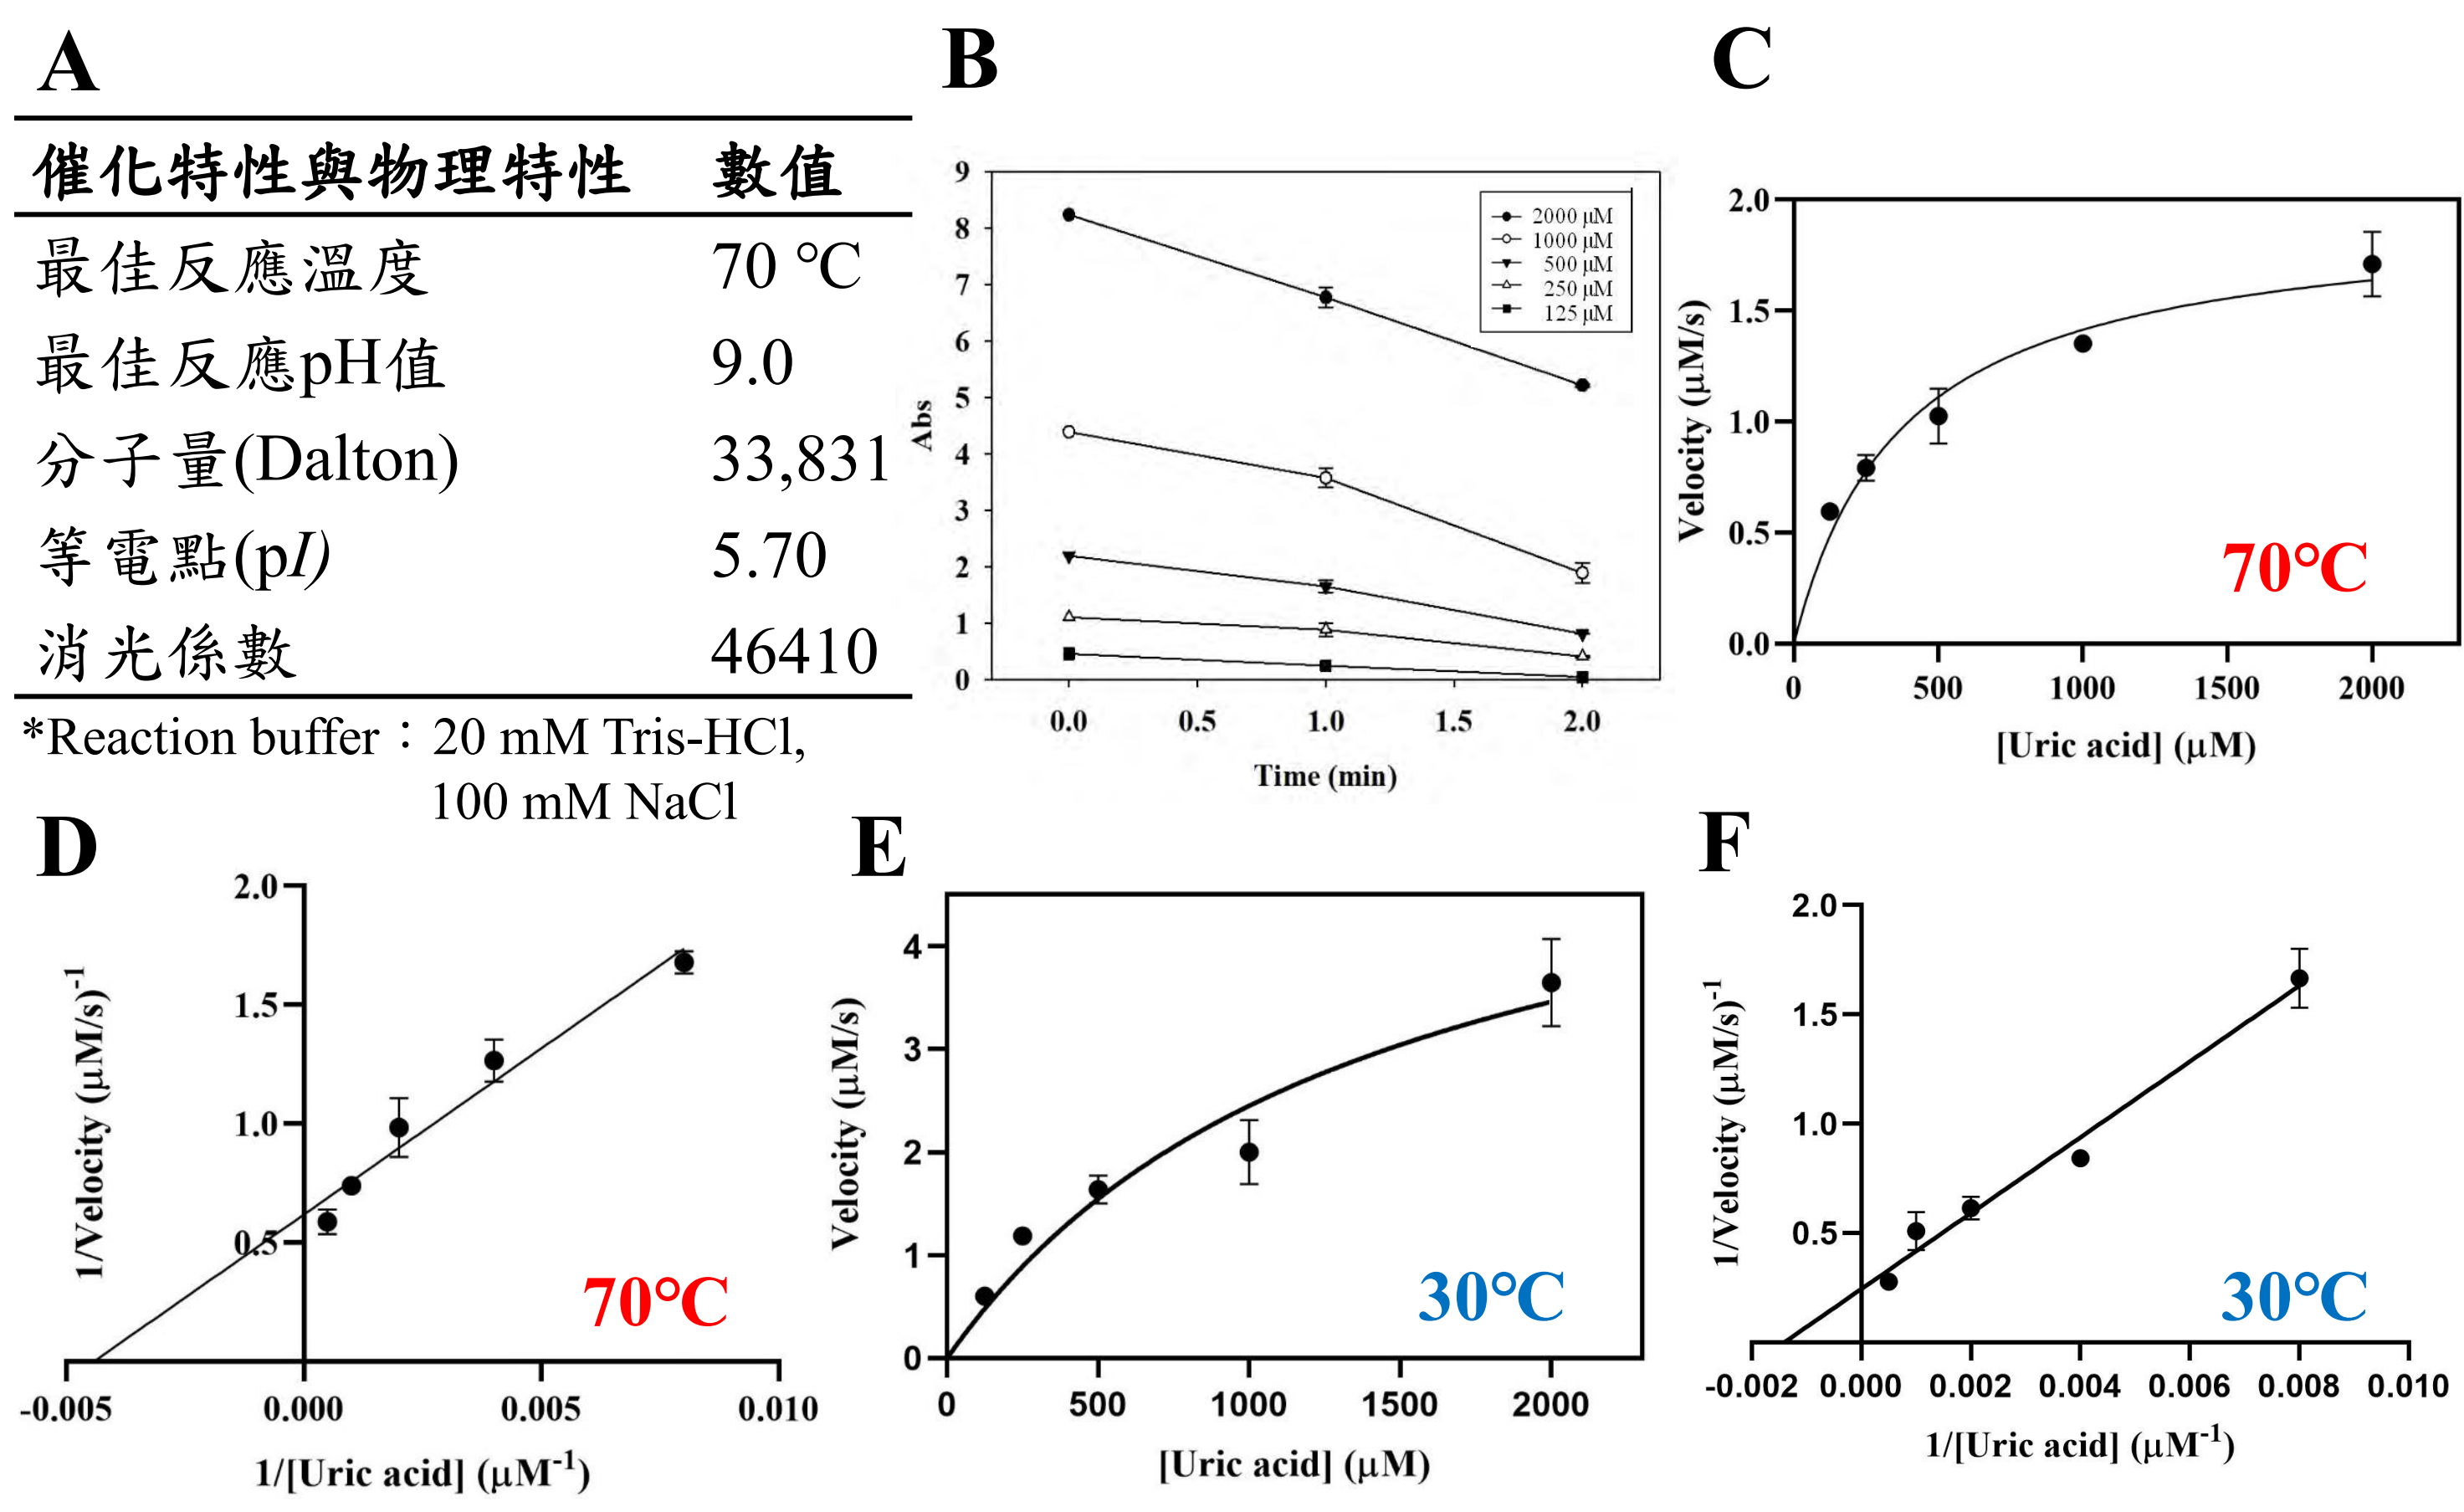 A
催化特性與物理特性 數值
最佳反應溫度 70 ℃
最佳反應pH值 9.0
分子量(Dalton) 33,831
等電點(pI) 5.70
消光係數 46410
*Reaction buffer：20 mM Tris-HCl,
100 mM NaCl
B
9
8
7
6
5
4
3
2
1
0
Abs
2000 μM
1000 μM
500 μM
250 μM
125 μM
0.0 0.5 1.0 1.5 2.0
Time (min)
C
2.0
1.5
1.0
0.5
0.0
Velocity (μM/s)
70℃
0 500 1000 1500 2000
[Uric acid] (μM)
D
2.0
1.5
1.0
0.5
1/Velocity (μM/s)-1
70℃
-0.005 0.000 0.005 0.010
1/[Uric acid] (μM-1)
E
4
3
2
1
0
Velocity (μM/s)
30℃
0 500 1000 1500 2000
[Uric acid] (μM)
F
2.0
1.5
1.0
0.5
1/Velocity (μM/s)-1
30℃
-0.002 0.000 0.002 0.004 0.006 0.008 0.010
1/[Uric acid] (μM-1)